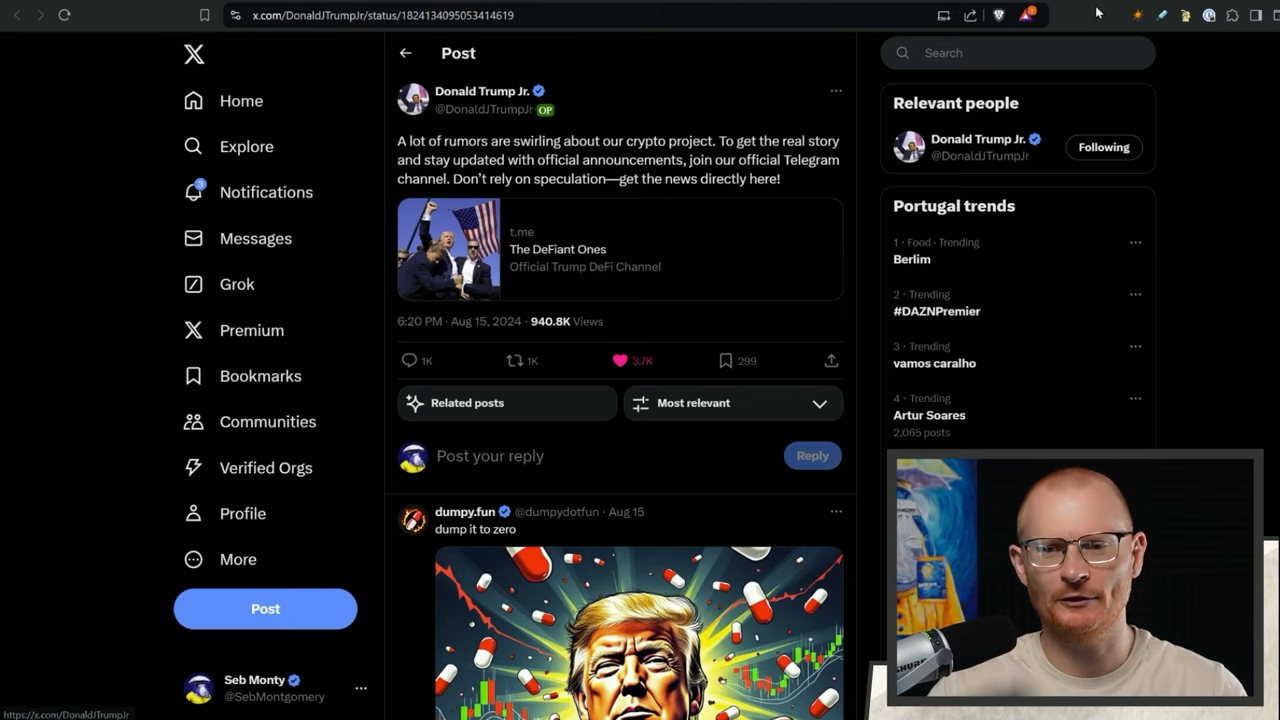 x.com/DonaldJTrumpJr/status/1824134095053414619
Home
Explore
3
Notifications
Messages
Grok
Premium
Bookmarks
Communities
Verified Orgs
Profile
More
Post
Seb Monty
@SebMontgomery
https://x.com/DonaldJTrumpJr
Post
Donald Trump Jr.
@DonaldJTrumpJr OP
A lot of rumors are swirling about our crypto project. To get the real story
and stay updated with official announcements, join our official Telegram
channel. Don’t rely on speculation—get the news directly here!
t.me
The DeFiant Ones
Official Trump DeFi Channel
6:20 PM · Aug 15, 2024 · 940.8K Views
1K 1K 3.7K 299
Related posts
Most relevant
Post your reply
Reply
dumpy.fun @dumpydotfun · Aug 15
dump it to zero
Search
Relevant people
Donald Trump Jr.
@DonaldJTrumpJr
Following
Portugal trends
1 · Food · Trending
Berlim
2 · Trending
#DAZNPremier
3 · Trending
vamos caralho
4 · Trending
Artur Soares
2,065 posts